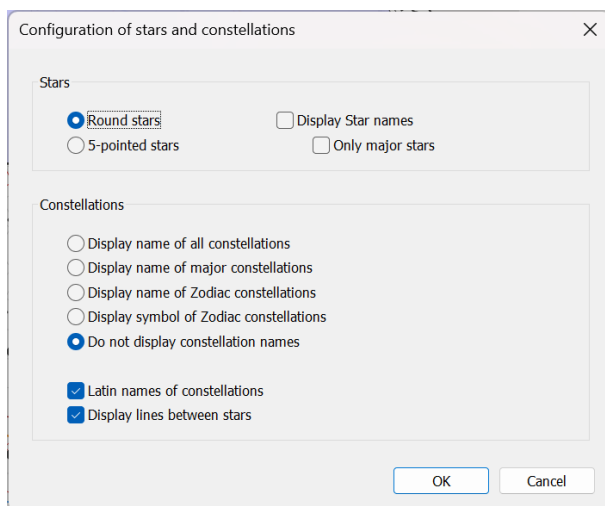 Configuration of stars and constellations
Stars
Round stars
Display Star names
5-pointed stars
Only major stars
Constellations
Display name of all constellations
Display name of major constellations
Display name of Zodiac constellations
Display symbol of Zodiac constellations
Do not display constellation names
Latin names of constellations
Display lines between stars
OK
Cancel